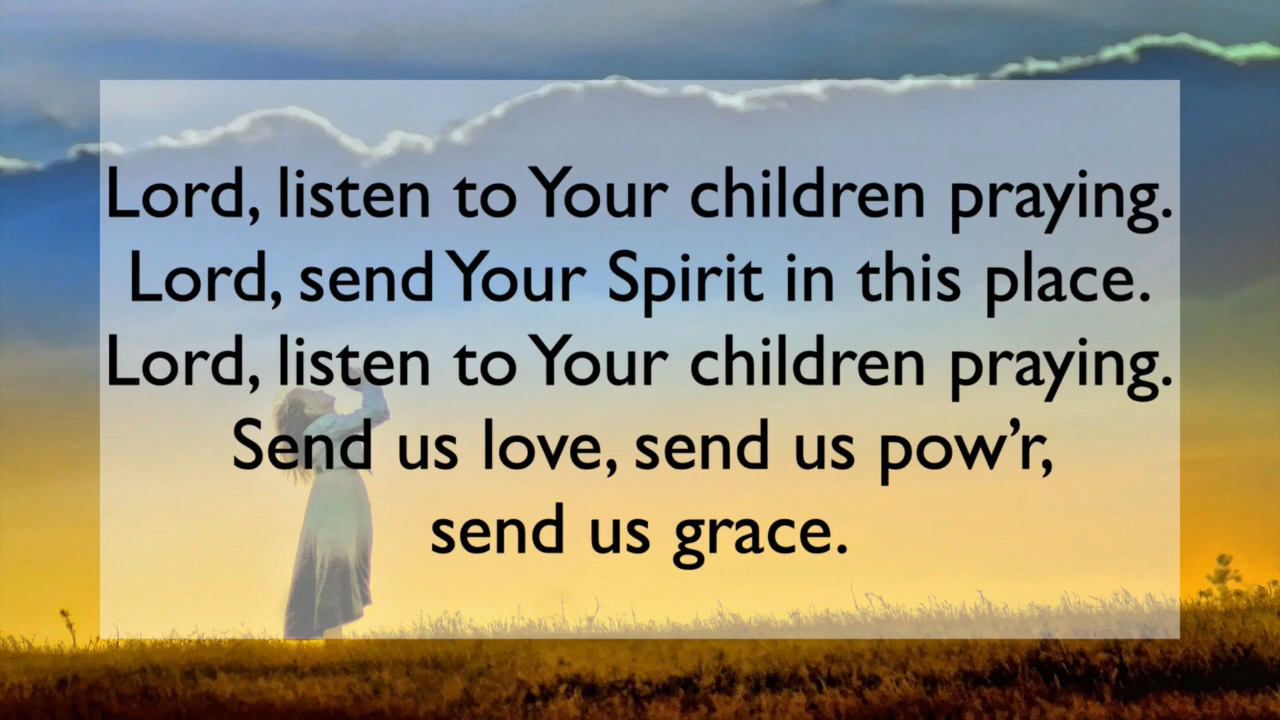 Lord, listen to Your children praying.
Lord, send Your Spirit in this place.
Lord, listen to Your children praying.
Send us love, send us pow’r,
send us grace.